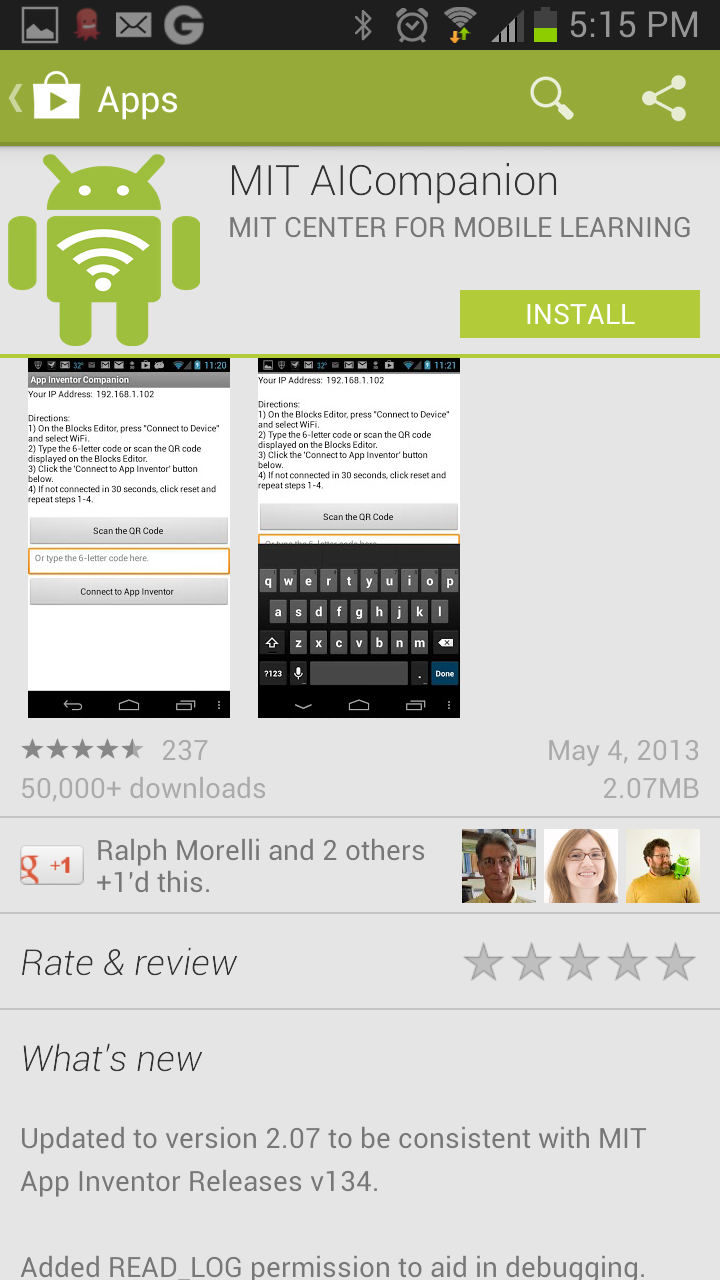 5:15 PM
Apps
MIT AICompanion
MIT CENTER FOR MOBILE LEARNING
INSTALL
32° 11:20
App Inventor Companion
Your IP Address: 192.168.1.102
Directions:
1) On the Blocks Editor, press "Connect to Device"
and select WiFi.
2) Type the 6-letter code or scan the QR code
displayed on the Blocks Editor.
3) Click the 'Connect to App Inventor' button
below.
4) If not connected in 30 seconds, click reset and
repeat steps 1-4.
Scan the QR Code
Or type the 6-letter code here.
Connect to App Inventor
32° 11:21
Your IP Address: 192.168.1.102
Directions:
1) On the Blocks Editor, press "Connect to Device"
and select WiFi.
2) Type the 6-letter code or scan the QR code
displayed on the Blocks Editor.
3) Click the 'Connect to App Inventor' button
below.
4) If not connected in 30 seconds, click reset and
repeat steps 1-4.
Scan the QR Code
Or type the 6-letter code here.
q w e r t y u i o p
a s d f g h j k l
z x c v b n m
?123 . Done
237
May 4, 2013
50,000+ downloads
2.07MB
g +1
Ralph Morelli and 2 others
+1'd this.
Rate & review
What's new
Updated to version 2.07 to be consistent with MIT
App Inventor Releases v134.
Added READ_LOG permission to aid in debugging.